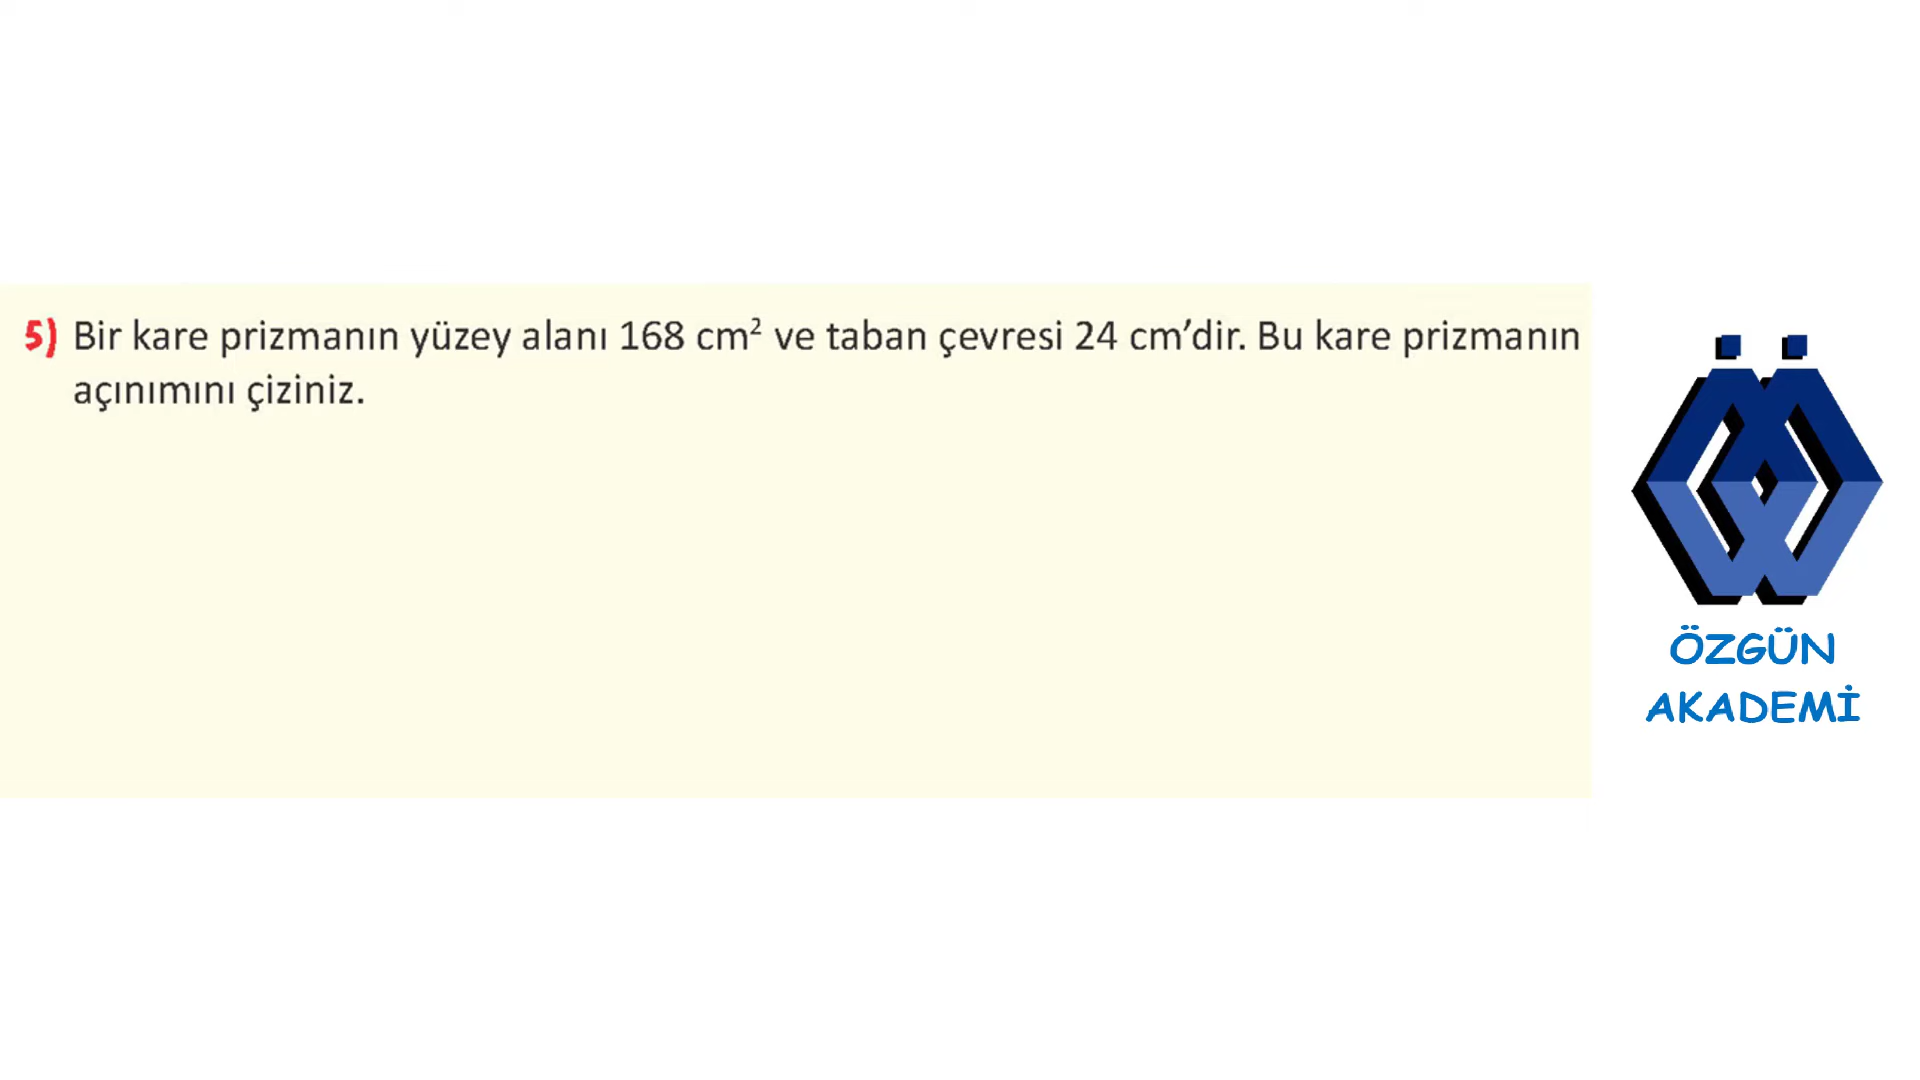 5) Bir kare prizmanın yüzey alanı 168 cm² ve taban çevresi 24 cm’dir. Bu kare prizmanın
açınımını çiziniz.
ÖZGÜN
AKADEMİ